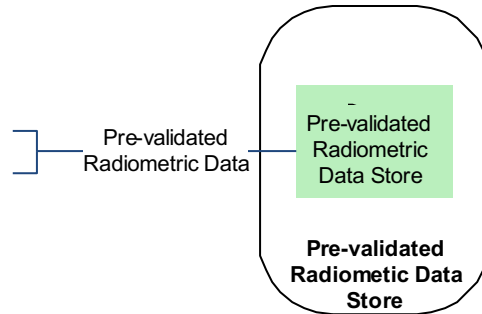 Pre-validated
Radiometric Data
Pre-validated
Radiometric
Data Store
Pre-validated
Radiometic Data
Store